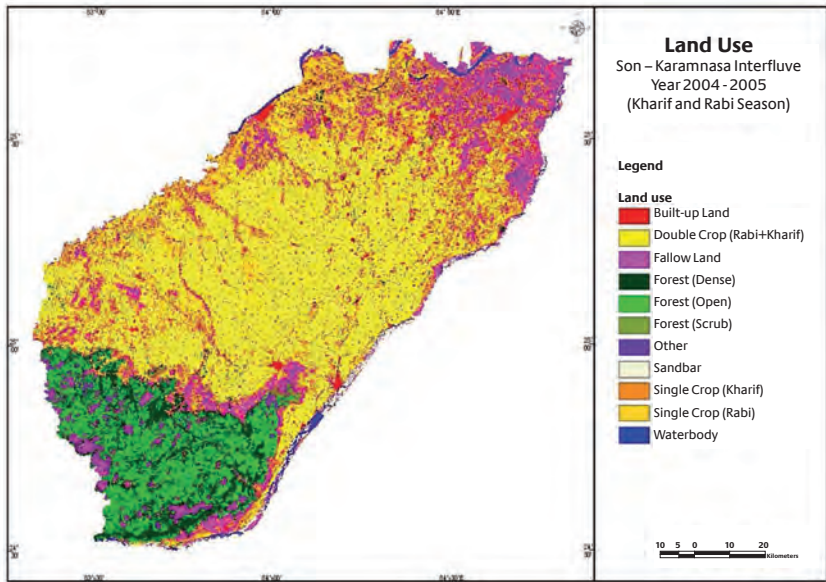 Land Use
Son – Karamnasa Interfluve
Year 2004 - 2005
(Kharif and Rabi Season)
Legend
Land use
Built-up Land
Double Crop (Rabi+Kharif)
Fallow Land
Forest (Dense)
Forest (Open)
Forest (Scrub)
Other
Sandbar
Single Crop (Kharif)
Single Crop (Rabi)
Waterbody
10 5 0 10 20
Kilometers